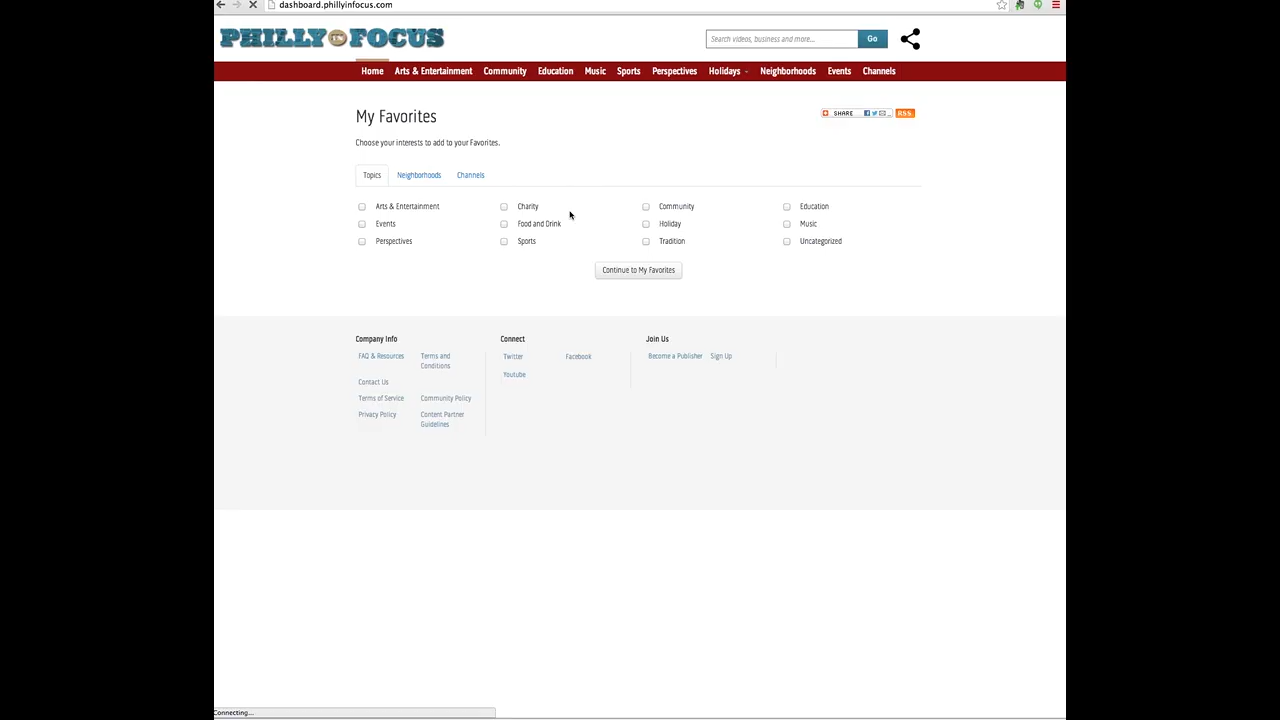 dashboard.phillyinfocus.com
PHILLY IN FOCUS
Search videos, business and more...
Go
Home Arts & Entertainment Community Education Music Sports Perspectives Holidays Neighborhoods Events Channels
My Favorites
SHARE
RSS
Choose your interests to add to your Favorites.
Topics Neighborhoods Channels
Arts & Entertainment Charity Community Education
Events Food and Drink Holiday Music
Perspectives Sports Tradition Uncategorized
Continue to My Favorites
Company Info Connect Join Us
FAQ & Resources Terms and Conditions Twitter Facebook Become a Publisher Sign Up
Youtube
Contact Us
Terms of Service Community Policy
Privacy Policy Content Partner Guidelines
Connecting...